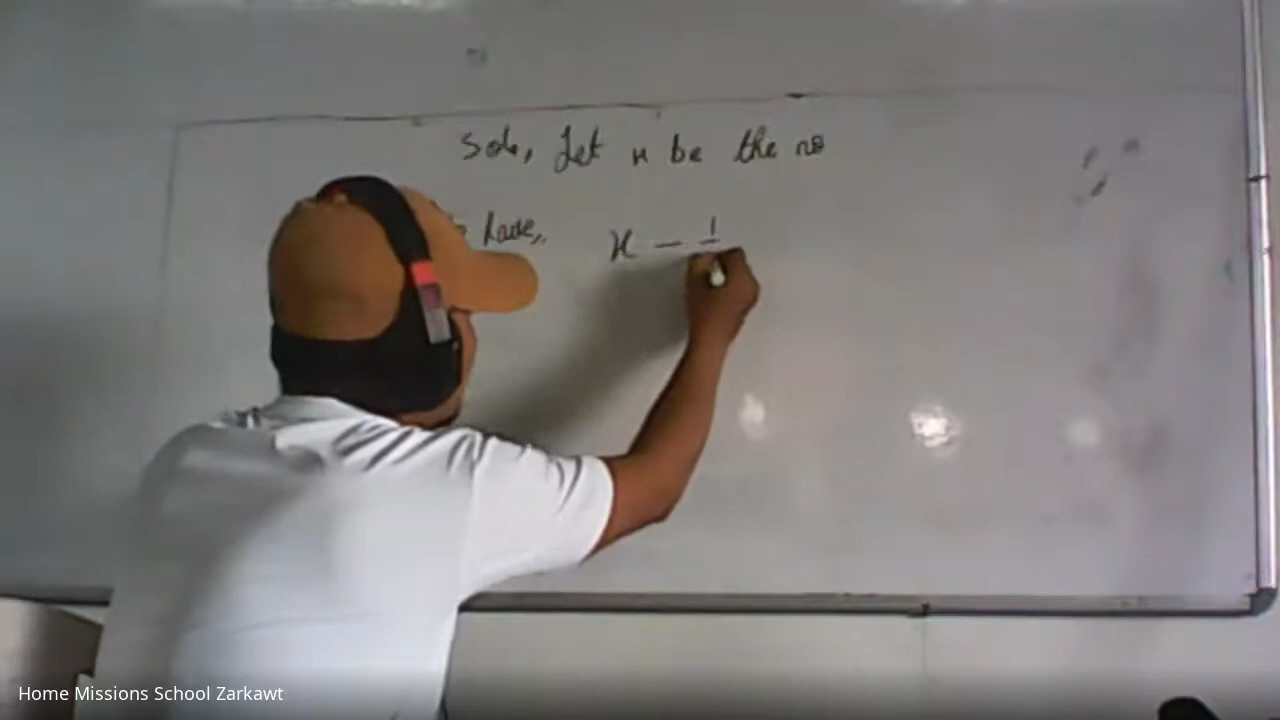 Soln, Let x be the no
have,, x - 1
Home Missions School Zarkawt